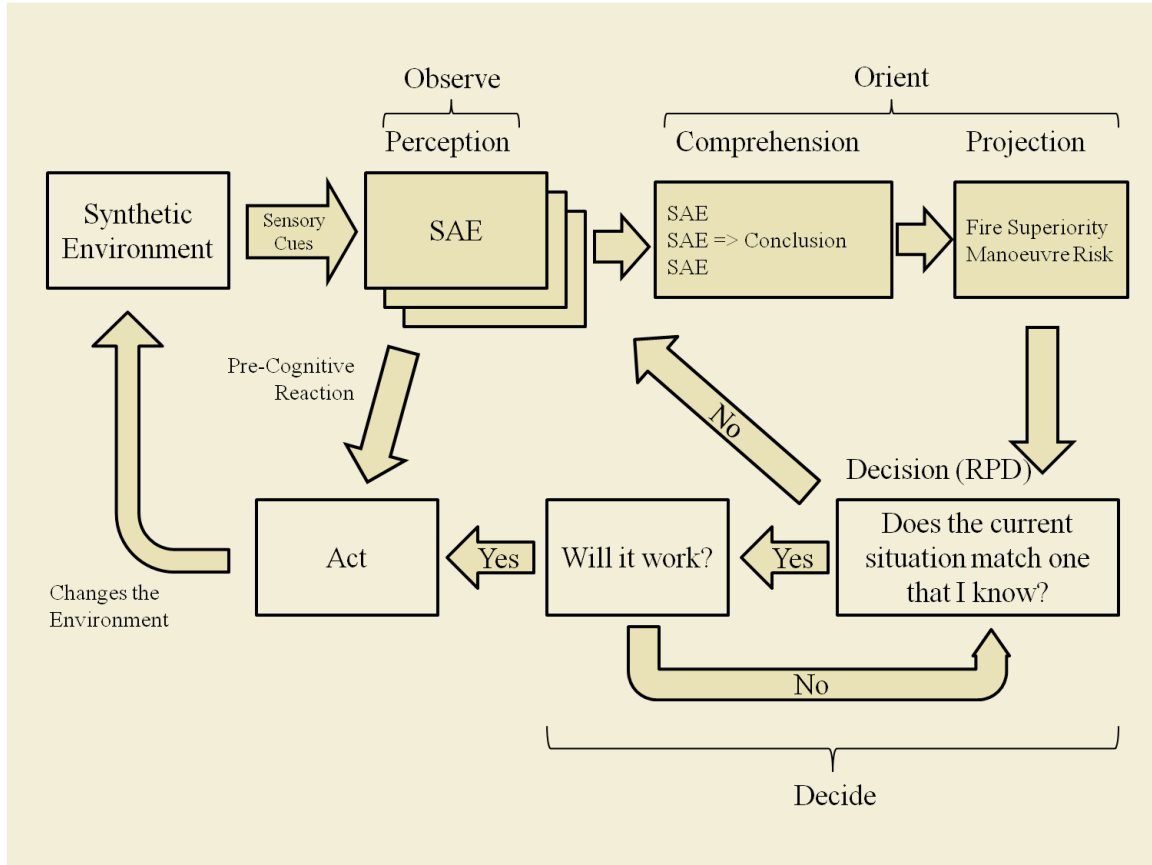 Observe
Orient
Perception
Comprehension
Projection
Synthetic
Environment
Sensory
Cues
SAE
SAE
SAE => Conclusion
SAE
Fire Superiority
Manoeuvre Risk
Pre-Cognitive
Reaction
No
Decision (RPD)
Does the current
situation match one
that I know?
Yes
Will it work?
Yes
Act
Changes the
Environment
No
Decide